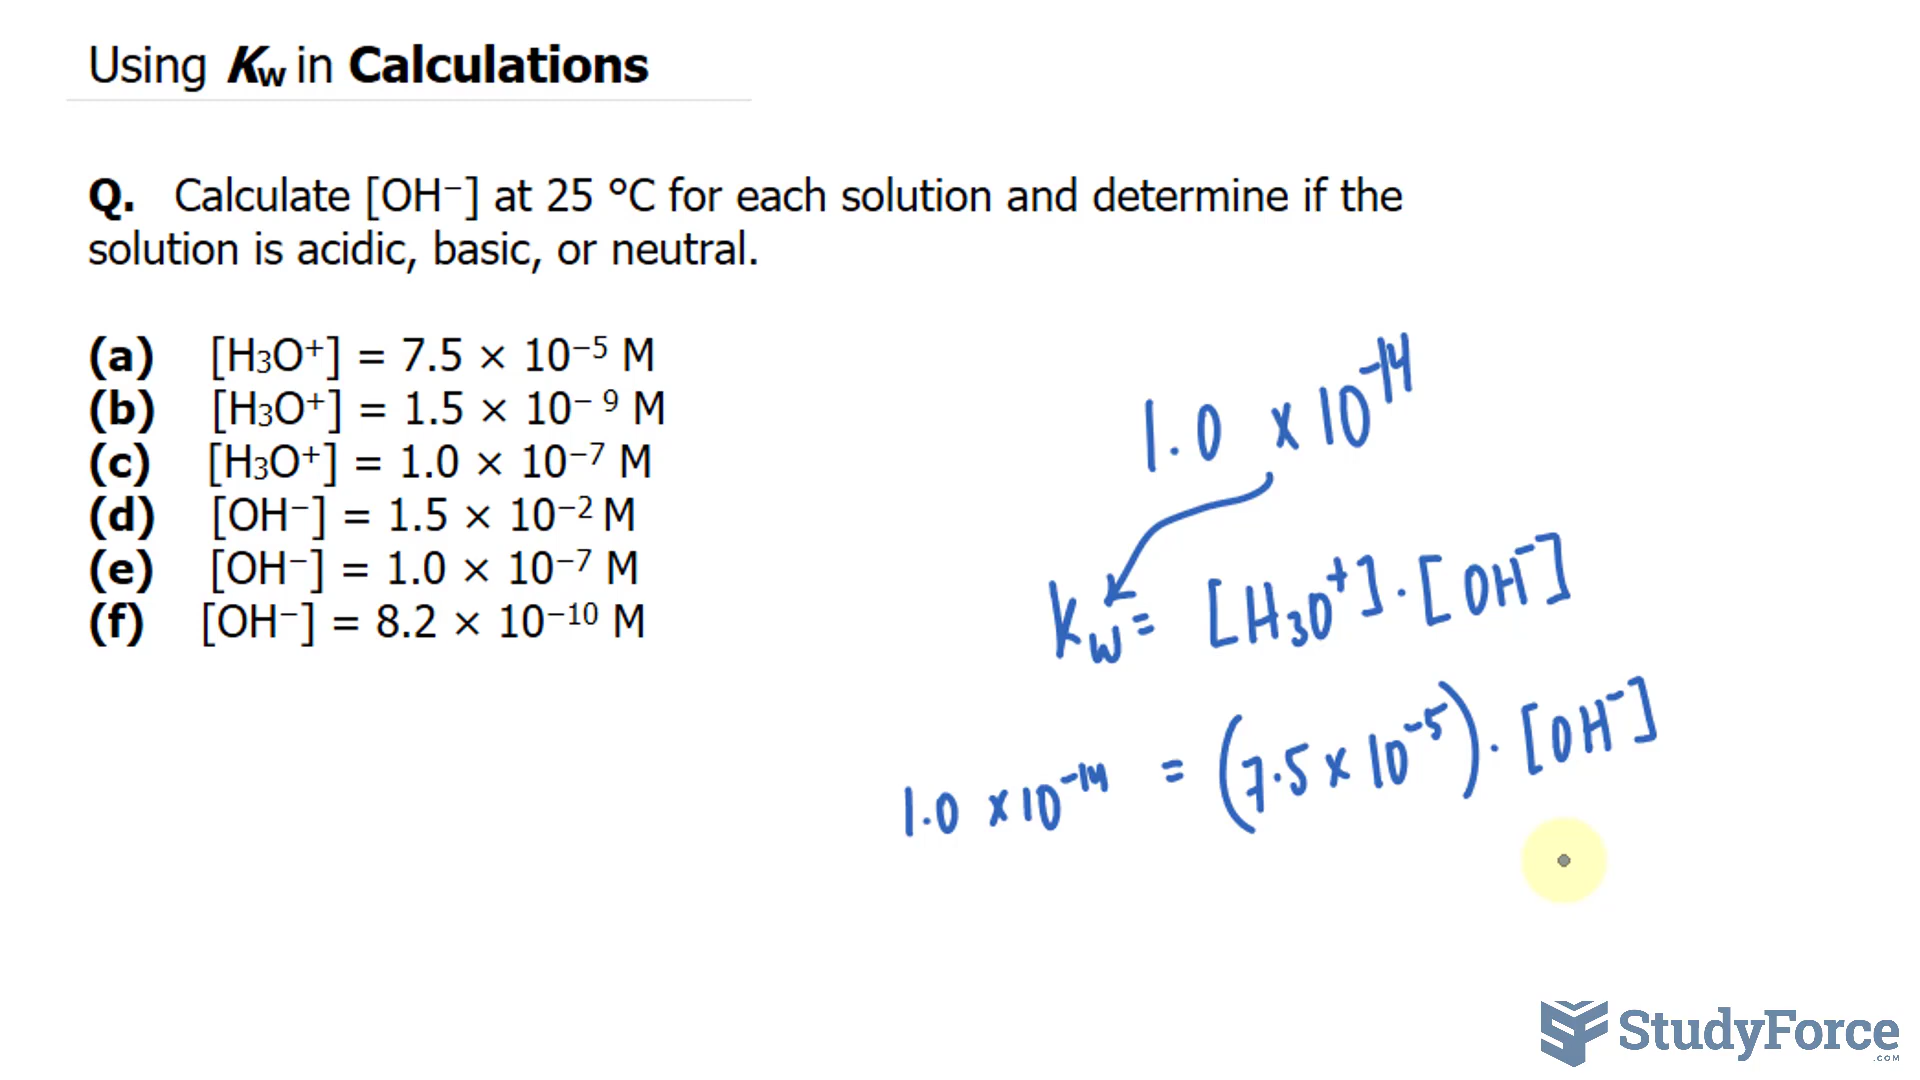 Using Kw in Calculations
Q. Calculate [OH⁻] at 25 °C for each solution and determine if the
solution is acidic, basic, or neutral.
(a) [H₃O⁺] = 7.5 × 10⁻⁵ M
(b) [H₃O⁺] = 1.5 × 10⁻ ⁹ M
(c) [H₃O⁺] = 1.0 × 10⁻⁷ M
(d) [OH⁻] = 1.5 × 10⁻² M
(e) [OH⁻] = 1.0 × 10⁻⁷ M
(f) [OH⁻] = 8.2 × 10⁻¹⁰ M
1.0 × 10⁻¹⁴
Kw = [H₃O⁺]·[OH⁻]
1.0 × 10⁻¹⁴ = (7.5 × 10⁻⁵)·[OH⁻]
StudyForce
.COM